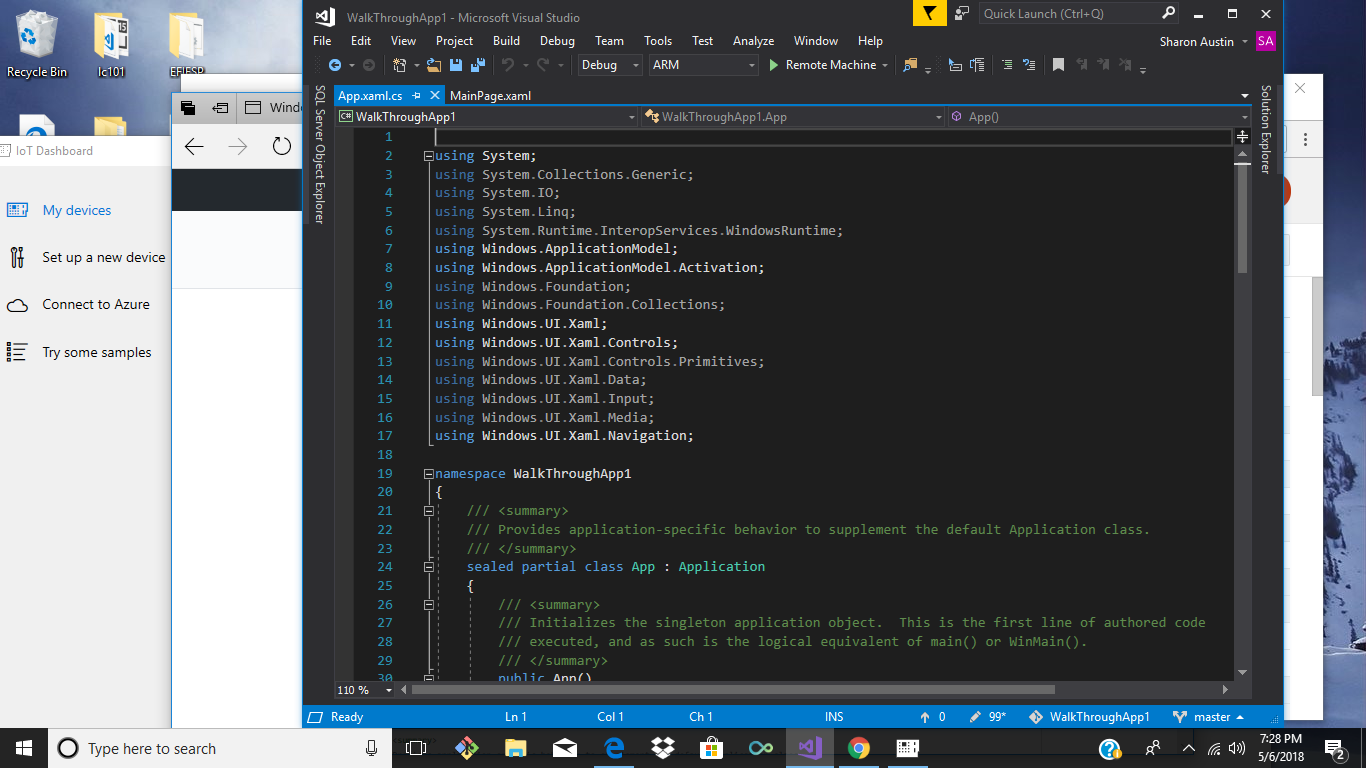 Recycle Bin
lc101
EFIESP
IoT Dashboard
My devices
Set up a new device
Connect to Azure
Try some samples
Windo
WalkThroughApp1 - Microsoft Visual Studio
Quick Launch (Ctrl+Q)
File Edit View Project Build Debug Team Tools Test Analyze Window Help
Sharon Austin SA
Debug ARM Remote Machine
SQL Server Object Explorer
Solution Explorer
App.xaml.cs MainPage.xaml
C# WalkThroughApp1 WalkThroughApp1.App App()
1
2 using System;
3 using System.Collections.Generic;
4 using System.IO;
5 using System.Linq;
6 using System.Runtime.InteropServices.WindowsRuntime;
7 using Windows.ApplicationModel;
8 using Windows.ApplicationModel.Activation;
9 using Windows.Foundation;
10 using Windows.Foundation.Collections;
11 using Windows.UI.Xaml;
12 using Windows.UI.Xaml.Controls;
13 using Windows.UI.Xaml.Controls.Primitives;
14 using Windows.UI.Xaml.Data;
15 using Windows.UI.Xaml.Input;
16 using Windows.UI.Xaml.Media;
17 using Windows.UI.Xaml.Navigation;
18
19 namespace WalkThroughApp1
20 {
21 /// <summary>
22 /// Provides application-specific behavior to supplement the default Application class.
23 /// </summary>
24 sealed partial class App : Application
25 {
26 /// <summary>
27 /// Initializes the singleton application object.  This is the first line of authored code
28 /// executed, and as such is the logical equivalent of main() or WinMain().
29 /// </summary>
30 public App()
110 %
Ready Ln 1 Col 1 Ch 1 INS 0 99* WalkThroughApp1 master
Type here to search
7:28 PM
5/6/2018
2